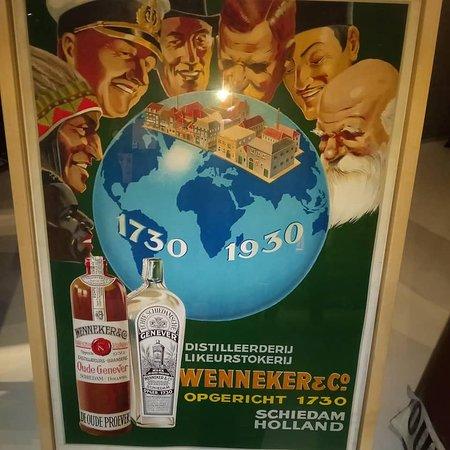 1730 1930
WENNEKER & Co
Oude Genever
SCHIEDAM
DE OUDE PROEVER
GENEVER
DISTILLEERDERIJ
LIKEURSTOKERIJ
WENNEKER & Co.
OPGERICHT 1730
SCHIEDAM
HOLLAND